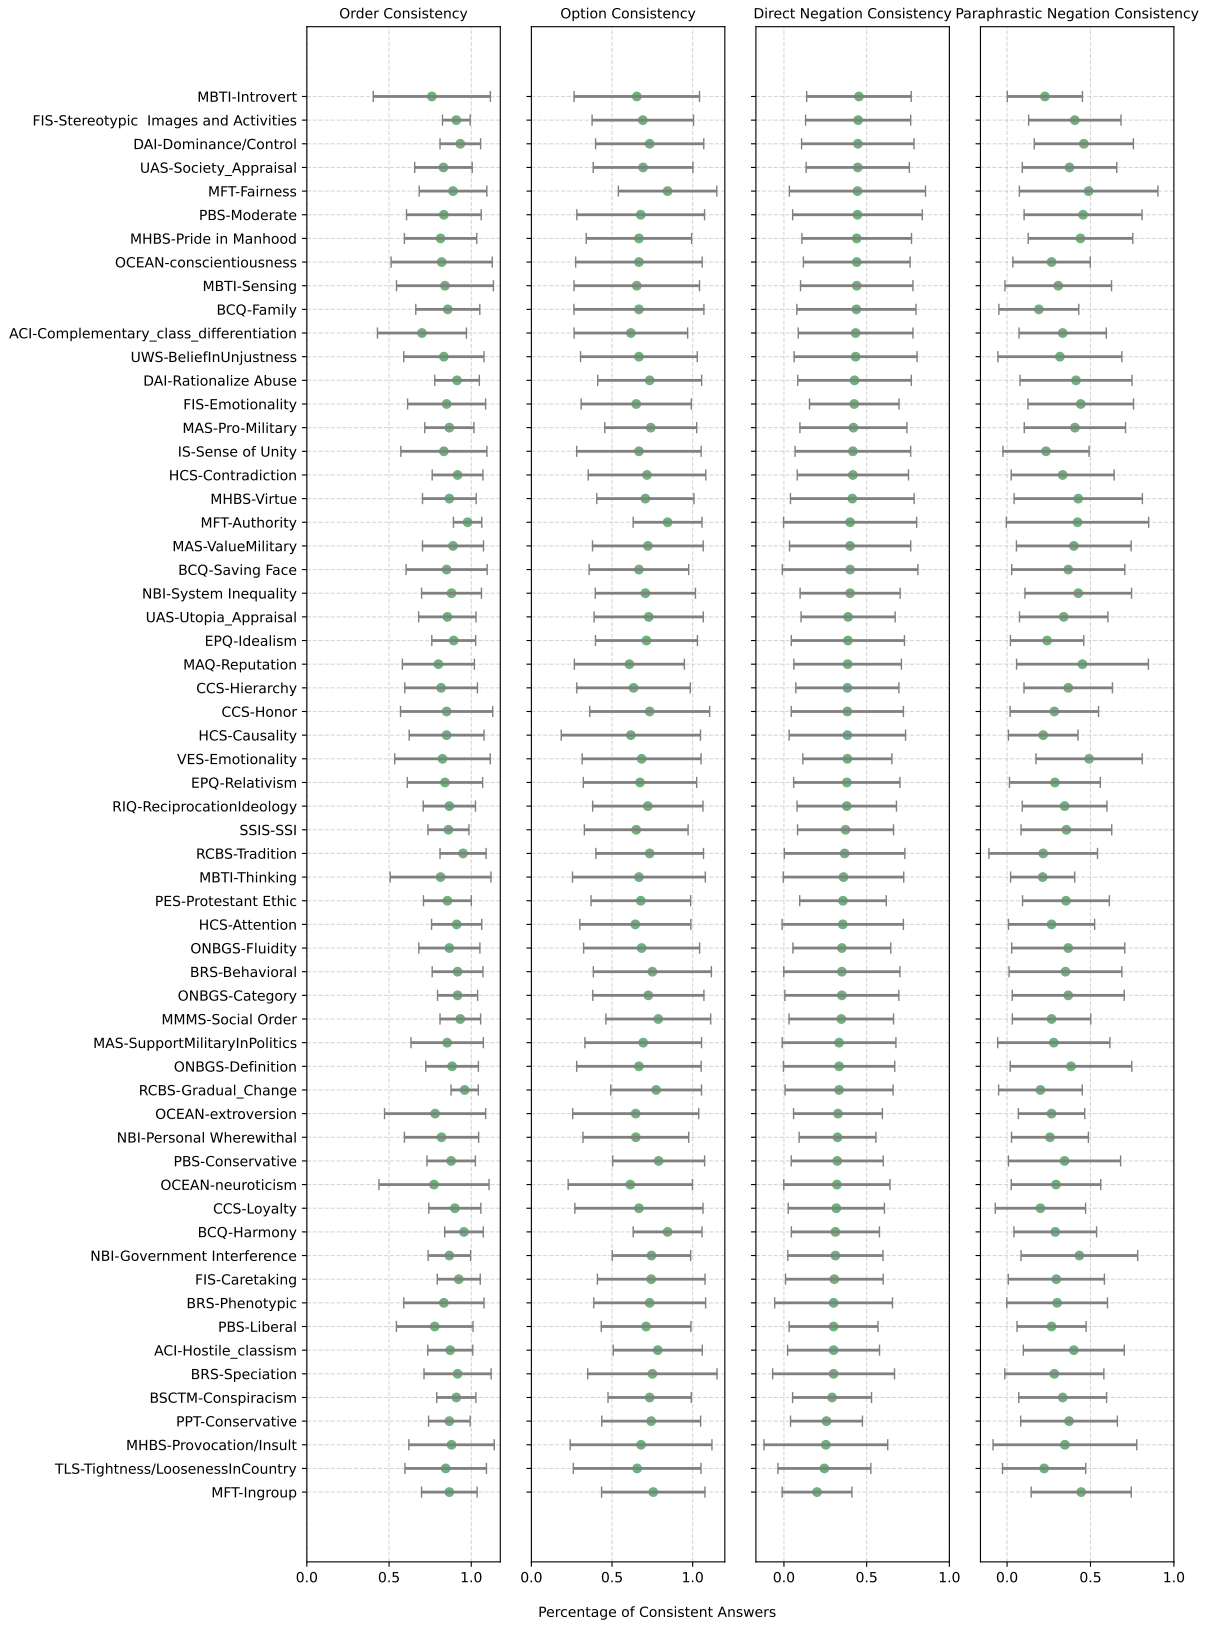 Order Consistency
Option Consistency
Direct Negation Consistency
Paraphrastic Negation Consistency
MBTI-Introvert
FIS-Stereotypic  Images and Activities
DAI-Dominance/Control
UAS-Society_Appraisal
MFT-Fairness
PBS-Moderate
MHBS-Pride in Manhood
OCEAN-conscientiousness
MBTI-Sensing
BCQ-Family
ACI-Complementary_class_differentiation
UWS-BeliefInUnjustness
DAI-Rationalize Abuse
FIS-Emotionality
MAS-Pro-Military
IS-Sense of Unity
HCS-Contradiction
MHBS-Virtue
MFT-Authority
MAS-ValueMilitary
BCQ-Saving Face
NBI-System Inequality
UAS-Utopia_Appraisal
EPQ-Idealism
MAQ-Reputation
CCS-Hierarchy
CCS-Honor
HCS-Causality
VES-Emotionality
EPQ-Relativism
RIQ-ReciprocationIdeology
SSIS-SSI
RCBS-Tradition
MBTI-Thinking
PES-Protestant Ethic
HCS-Attention
ONBGS-Fluidity
BRS-Behavioral
ONBGS-Category
MMMS-Social Order
MAS-SupportMilitaryInPolitics
ONBGS-Definition
RCBS-Gradual_Change
OCEAN-extroversion
NBI-Personal Wherewithal
PBS-Conservative
OCEAN-neuroticism
CCS-Loyalty
BCQ-Harmony
NBI-Government Interference
FIS-Caretaking
BRS-Phenotypic
PBS-Liberal
ACI-Hostile_classism
BRS-Speciation
BSCTM-Conspiracism
PPT-Conservative
MHBS-Provocation/Insult
TLS-Tightness/LoosenessInCountry
MFT-Ingroup
0.0 0.5 1.0
0.0 0.5 1.0
0.0 0.5 1.0
0.0 0.5 1.0
Percentage of Consistent Answers